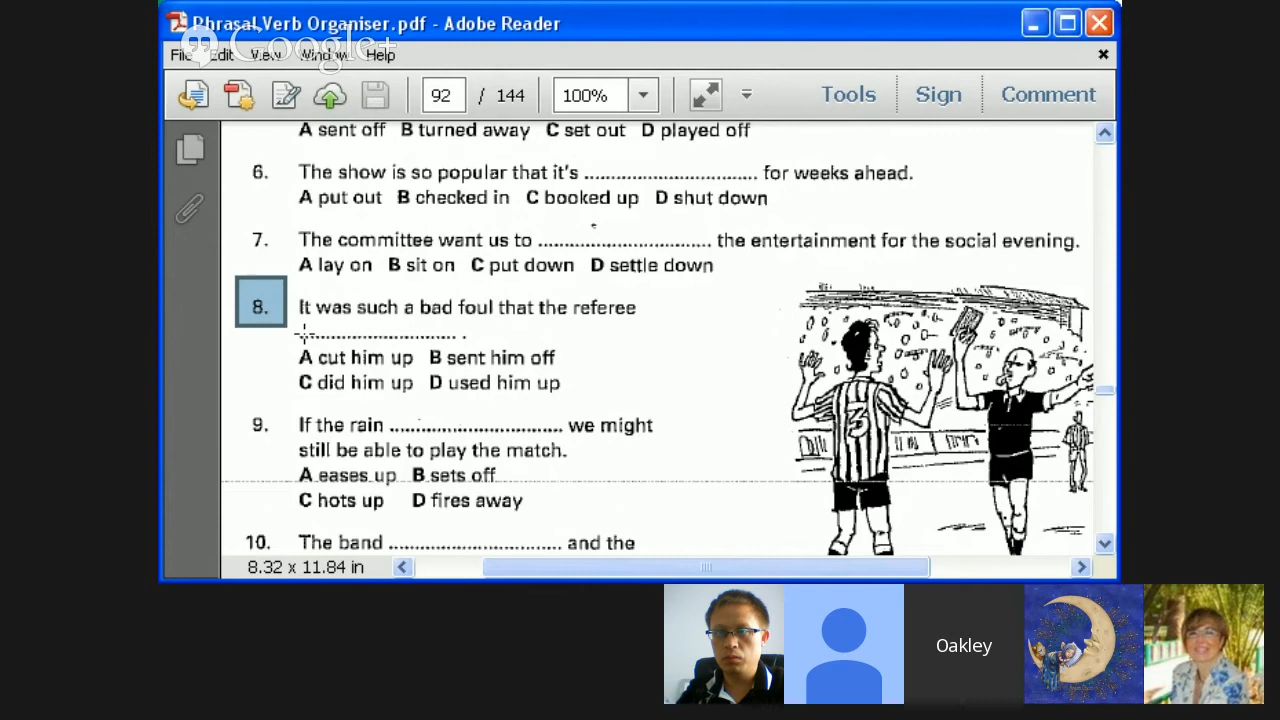 Phrasal Verb Organiser.pdf - Adobe Reader
Google+
File Edit View Window Help
92 / 144 100% Tools Sign Comment
A sent off B turned away C set out D played off
6. The show is so popular that it's ................................ for weeks ahead.
A put out B checked in C booked up D shut down
7. The committee want us to ................................ the entertainment for the social evening.
A lay on B sit on C put down D settle down
8. It was such a bad foul that the referee
............................... .
A cut him up B sent him off
C did him up D used him up
9. If the rain ................................ we might
still be able to play the match.
A eases up B sets off
C hots up D fires away
10. The band ................................ and the
8.32 x 11.84 in
3
Oakley